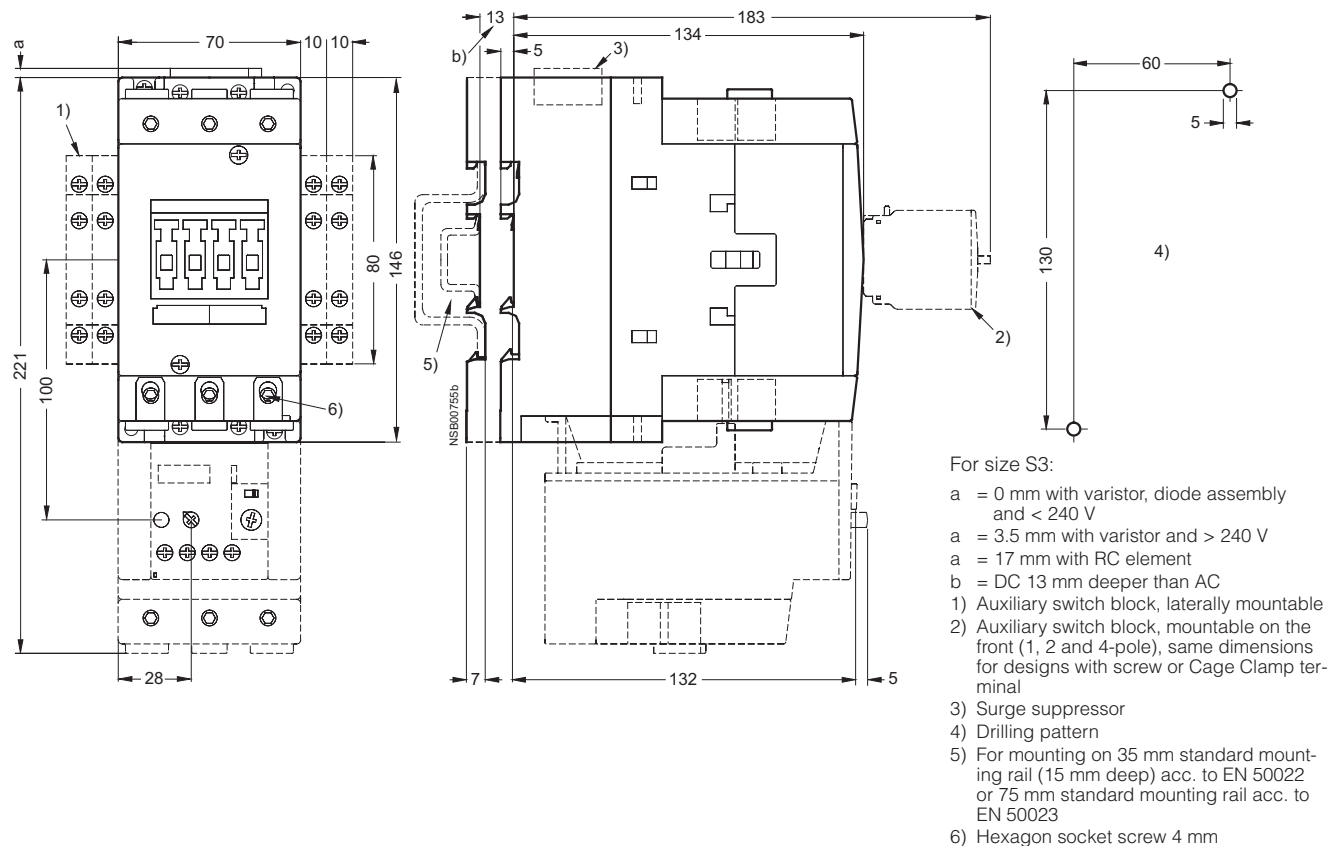 13
183
a
70
10
10
b)
5
134
3)
60
1)
5
130
4)
80
146
221
100
5)
2)
6)
NSB00755b
28
7
132
5
For size S3:
a = 0 mm with varistor, diode assembly
and < 240 V
a = 3.5 mm with varistor and > 240 V
a = 17 mm with RC element
b = DC 13 mm deeper than AC
1) Auxiliary switch block, laterally mountable
2) Auxiliary switch block, mountable on the
front (1, 2 and 4-pole), same dimensions
for designs with screw or Cage Clamp ter-
minal
3) Surge suppressor
4) Drilling pattern
5) For mounting on 35 mm standard mount-
ing rail (15 mm deep) acc. to EN 50022
or 75 mm standard mounting rail acc. to
EN 50023
6) Hexagon socket screw 4 mm